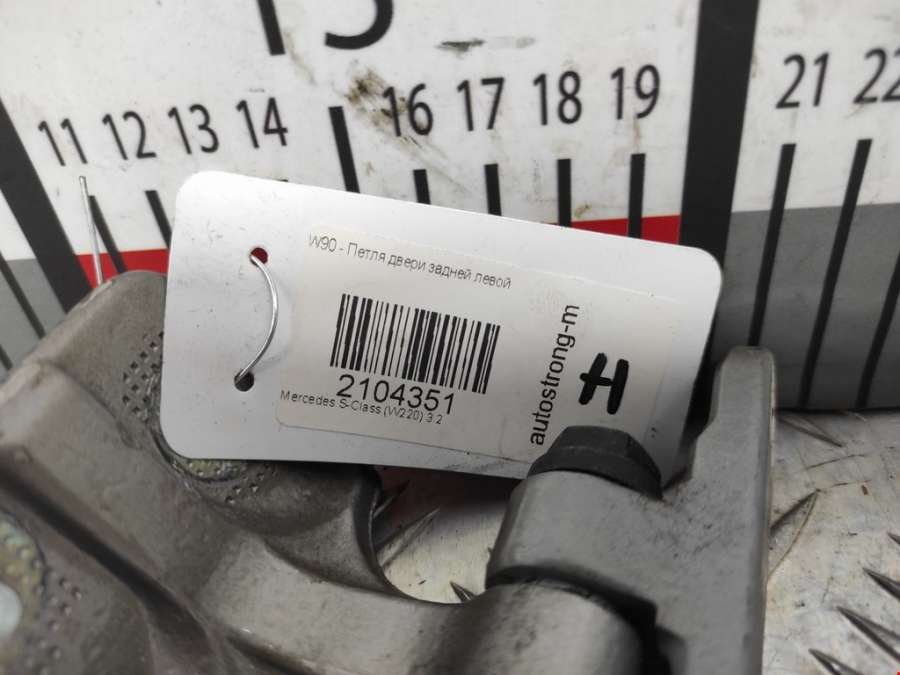 15
11 12 13 14 16 17 18 19 21 22
W90 - Петля двери задней левой
2104351
Mercedes S-Class (W220) 3.2
autostrong-m
H